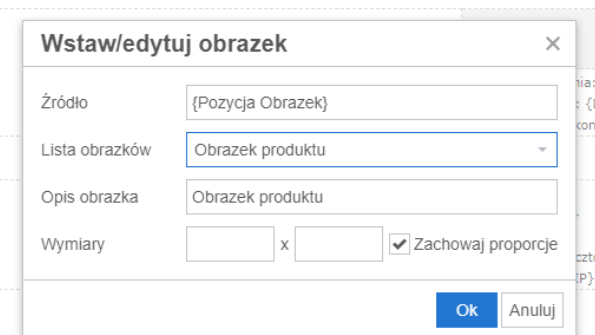 Wstaw/edytuj obrazek
Źródło {Pozycja Obrazek}
Lista obrazków Obrazek produktu
Opis obrazka Obrazek produktu
Wymiary x Zachowaj proporcje
Ok Anuluj